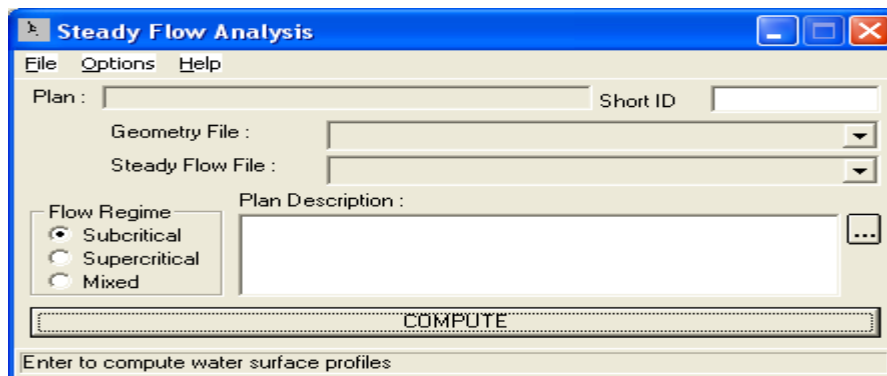 Steady Flow Analysis
File Options Help
Plan : Short ID
Geometry File :
Steady Flow File :
Plan Description :
Flow Regime
Subcritical
Supercritical
Mixed
...
COMPUTE
Enter to compute water surface profiles